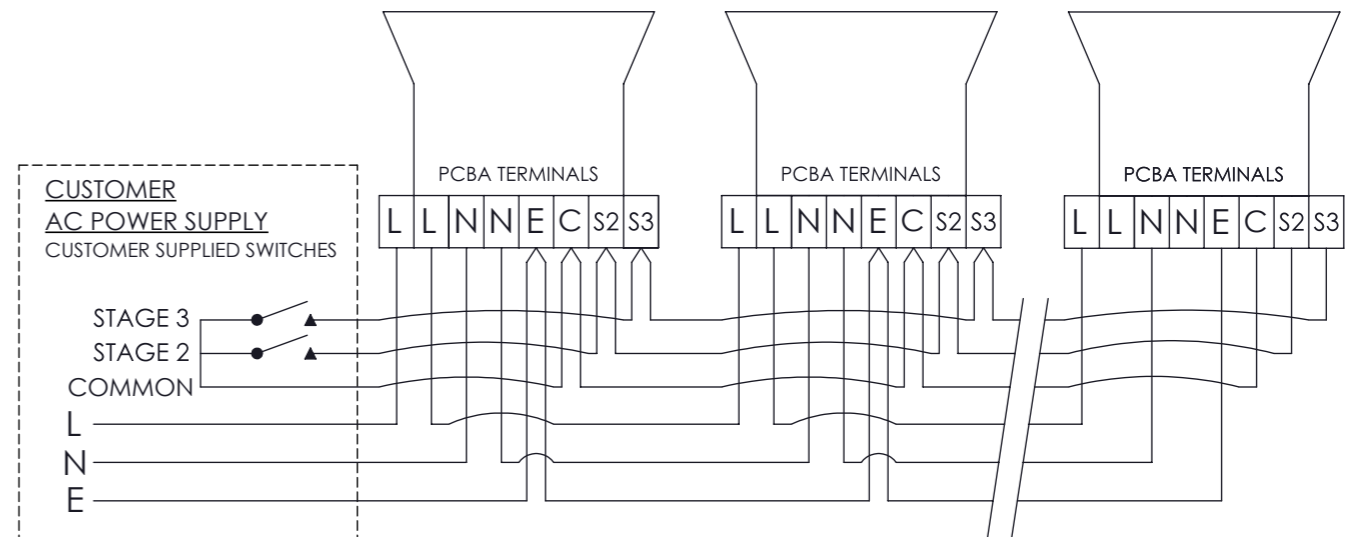 PCBA TERMINALS PCBA TERMINALS PCBA TERMINALS
CUSTOMER
AC POWER SUPPLY
CUSTOMER SUPPLIED SWITCHES
L L N N E C S2 S3 L L N N E C S2 S3 L L N N E C S2 S3
STAGE 3
STAGE 2
COMMON
L
N
E